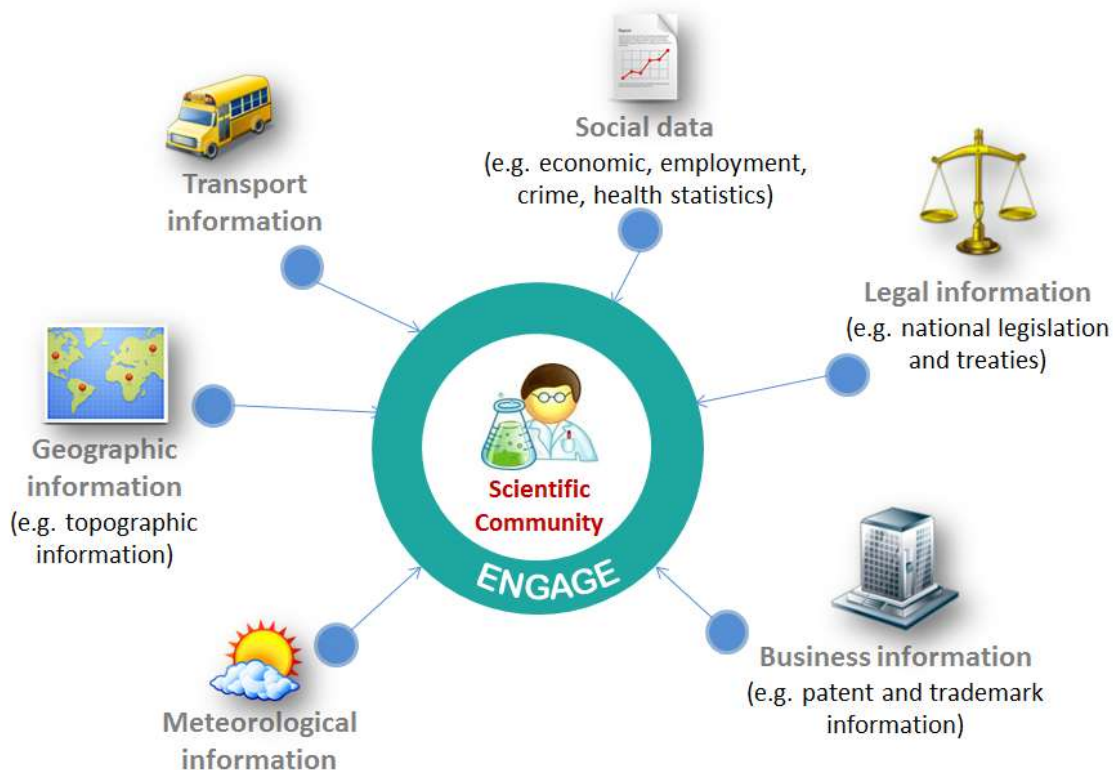 Social data
(e.g. economic, employment,
crime, health statistics)
Transport
information
Legal information
(e.g. national legislation
and treaties)
Geographic
information
(e.g. topographic
information)
Scientific
Community
ENGAGE
Business information
(e.g. patent and trademark
information)
Meteorological
information